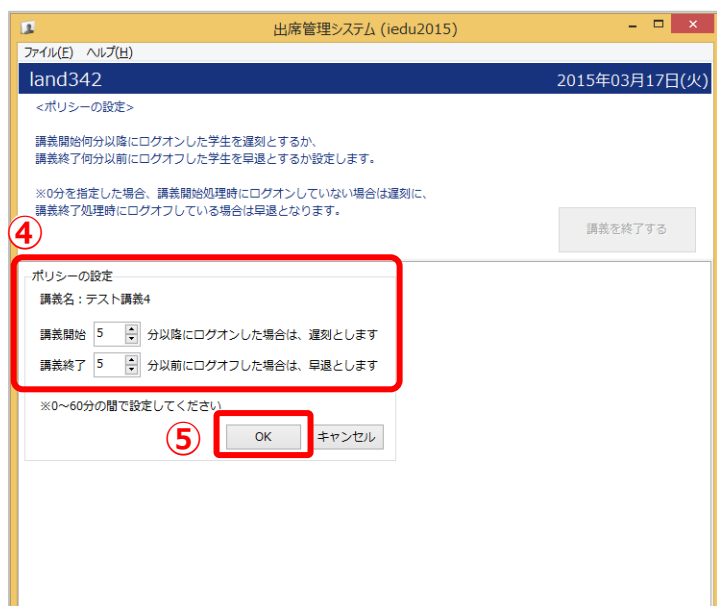 出席管理システム (iedu2015)
ファイル(F) ヘルプ(H)
land342 2015年03月17日(火)
<ポリシーの設定>
講義開始何分以降にログオンした学生を遅刻とするか、
講義終了何分以前にログオフした学生を早退とするか設定します。
※0分を指定した場合、講義開始処理時にログオンしていない場合は遅刻に、
講義終了処理時にログオフしている場合は早退となります。
講義を終了する
④
ポリシーの設定
講義名：テスト講義4
講義開始 5 分以降にログオンした場合は、遅刻とします
講義終了 5 分以前にログオフした場合は、早退とします
※0～60分の間で設定してください
⑤ OK キャンセル